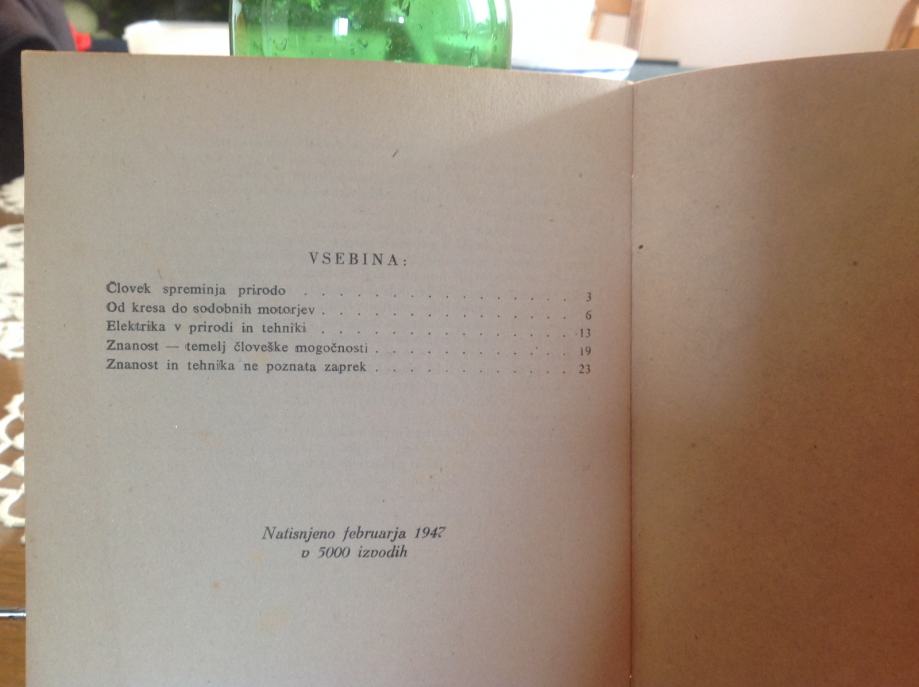 VSEBINA:
Človek spreminja prirodo . . . . . . . . . . . . . . 3
Od kresa do sodobnih motorjev . . . . . . . . . . . . . 6
Elektrika v prirodi in tehniki . . . . . . . . . . . . . 13
Znanost — temelj človeške mogočnosti . . . . . . . . . . 19
Znanost in tehnika ne poznata zaprek . . . . . . . . . . 23
Natisnjeno februarja 1947
v 5000 izvodih